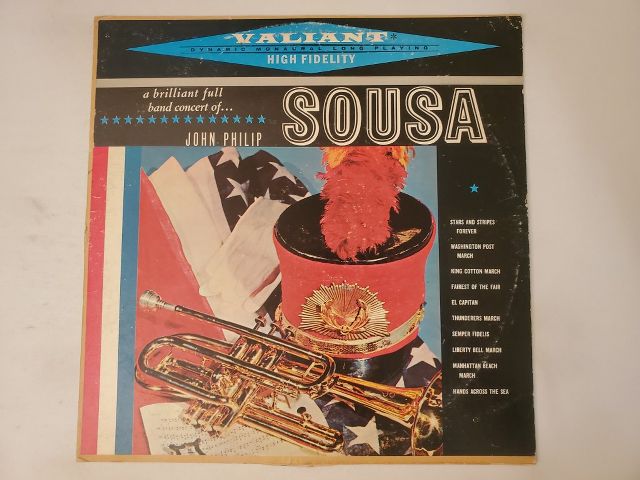 VALIANT*
DYNAMIC MONAURAL LONG PLAYING
HIGH FIDELITY
a brilliant full
band concert of...
JOHN PHILIP
SOUSA
STARS AND STRIPES
FOREVER
WASHINGTON POST
MARCH
KING COTTON MARCH
FAIREST OF THE FAIR
EL CAPITAN
THUNDERERS MARCH
SEMPER FIDELIS
LIBERTY BELL MARCH
MANHATTAN BEACH
MARCH
HANDS ACROSS THE SEA